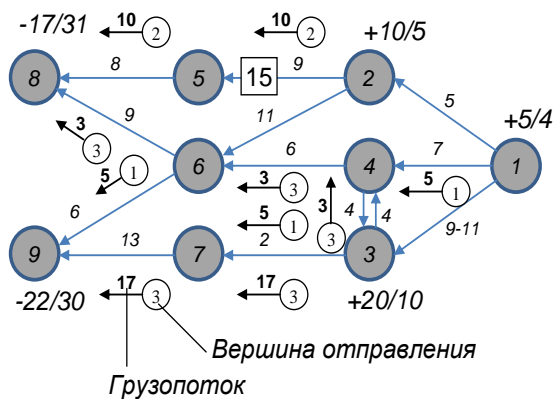 -17/31 10 2 10 2 +10/5
8 8 5 15 9 2
9 11 5 +5/4
3 3 6 6 4 7 1
5 1 3 3 5 1
6 5 1 3 3 4 4 9-11
9 13 7 2 3
-22/30 17 3 17 3 +20/10
Вершина отправления
Грузопоток